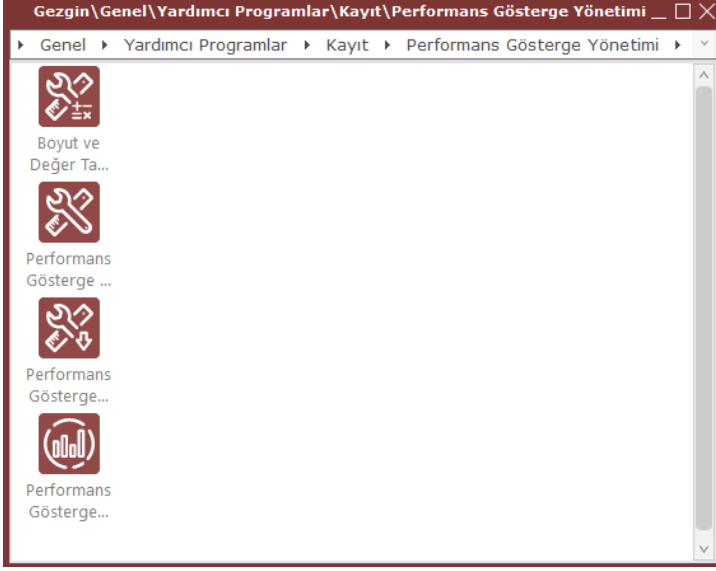 Gezgin\Genel\Yardımcı Programlar\Kayıt\Performans Gösterge Yönetimi
Genel Yardımcı Programlar Kayıt Performans Gösterge Yönetimi
Boyut ve
Değer Ta...
Performans
Gösterge ...
Performans
Gösterge...
Performans
Gösterge...